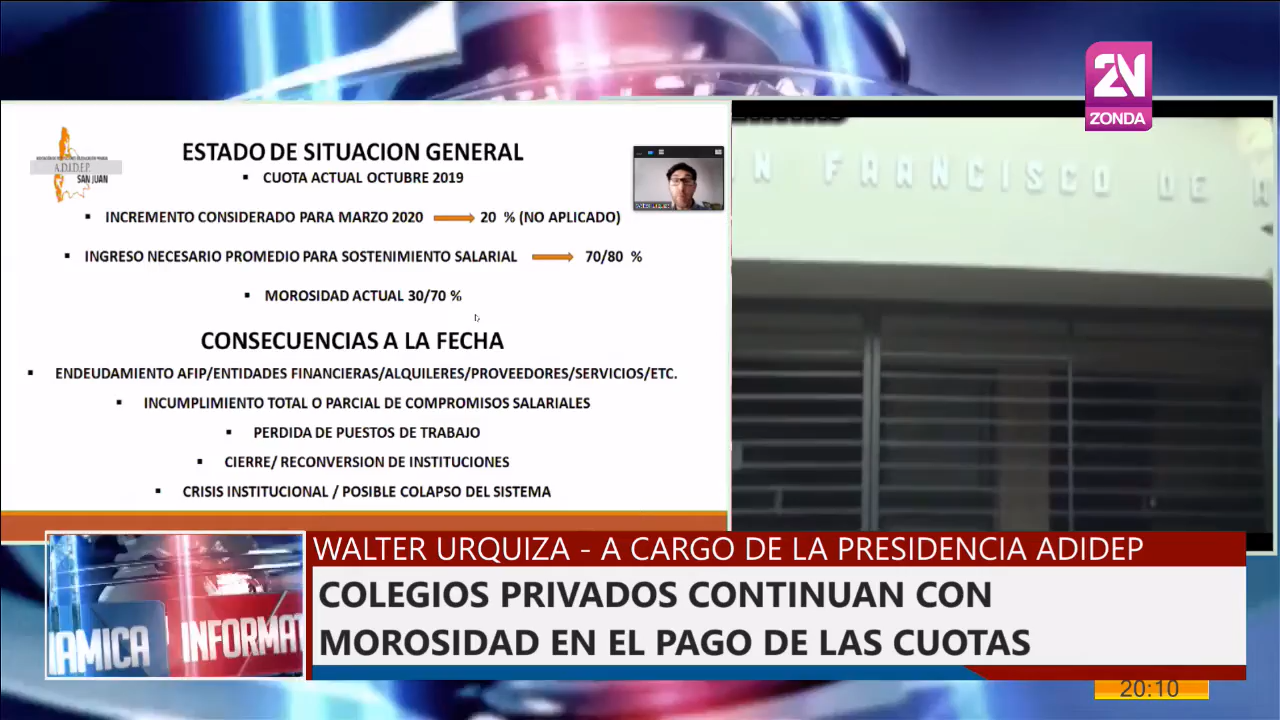 ZN
ZONDA
ESTADO DE SITUACION GENERAL
▪ CUOTA ACTUAL OCTUBRE 2019
A.D.I.D.E.P.
SAN JUAN
▪ INCREMENTO CONSIDERADO PARA MARZO 2020 → 20 % (NO APLICADO)
▪ INGRESO NECESARIO PROMEDIO PARA SOSTENIMIENTO SALARIAL → 70/80 %
▪ MOROSIDAD ACTUAL 30/70 %
CONSECUENCIAS A LA FECHA
▪ ENDEUDAMIENTO AFIP/ENTIDADES FINANCIERAS/ALQUILERES/PROVEEDORES/SERVICIOS/ETC.
▪ INCUMPLIMIENTO TOTAL O PARCIAL DE COMPROMISOS SALARIALES
▪ PERDIDA DE PUESTOS DE TRABAJO
▪ CIERRE/ RECONVERSION DE INSTITUCIONES
▪ CRISIS INSTITUCIONAL / POSIBLE COLAPSO DEL SISTEMA
N FRANCISCO DE A
WALTER URQUIZA - A CARGO DE LA PRESIDENCIA ADIDEP
COLEGIOS PRIVADOS CONTINUAN CON
MOROSIDAD EN EL PAGO DE LAS CUOTAS
NAMICA INFORMAT
20:10